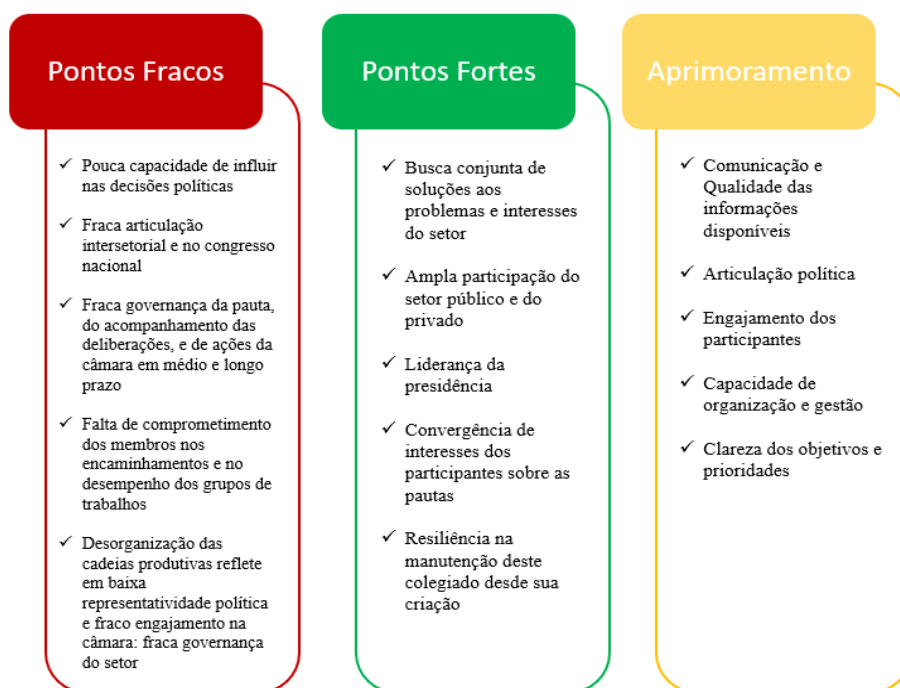 Pontos Fracos
✓ Pouca capacidade de influir
nas decisões políticas
✓ Fraca articulação
intersetorial e no congresso
nacional
✓ Fraca governança da pauta,
do acompanhamento das
deliberações, e de ações da
câmara em médio e longo
prazo
✓ Falta de comprometimento
dos membros nos
encaminhamentos e no
desempenho dos grupos de
trabalhos
✓ Desorganização das
cadeias produtivas reflete
em baixa
representatividade política
e fraco engajamento na
câmara: fraca governança
do setor
Pontos Fortes
✓ Busca conjunta de
soluções aos
problemas e interesses
do setor
✓ Ampla participação do
setor público e do
privado
✓ Liderança da
presidência
✓ Convergência de
interesses dos
participantes sobre as
pautas
✓ Resiliência na
manutenção deste
colegiado desde sua
criação
Aprimoramento
✓ Comunicação e
Qualidade das
informações
disponíveis
✓ Articulação política
✓ Engajamento dos
participantes
✓ Capacidade de
organização e gestão
✓ Clareza dos objetivos e
prioridades